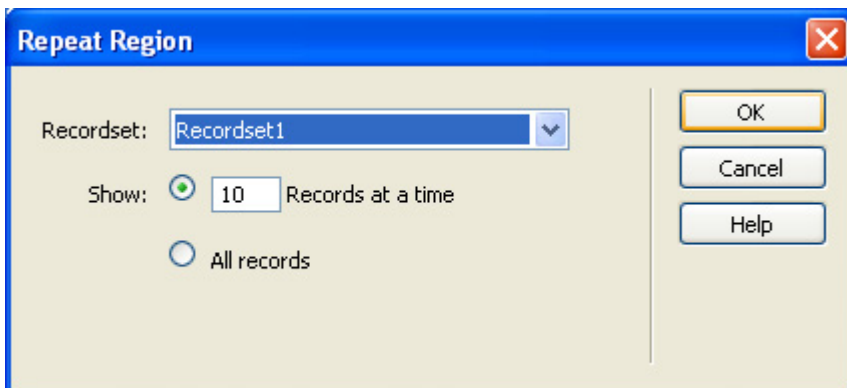 Repeat Region
Recordset: Recordset1
Show: 10 Records at a time
All records
OK
Cancel
Help